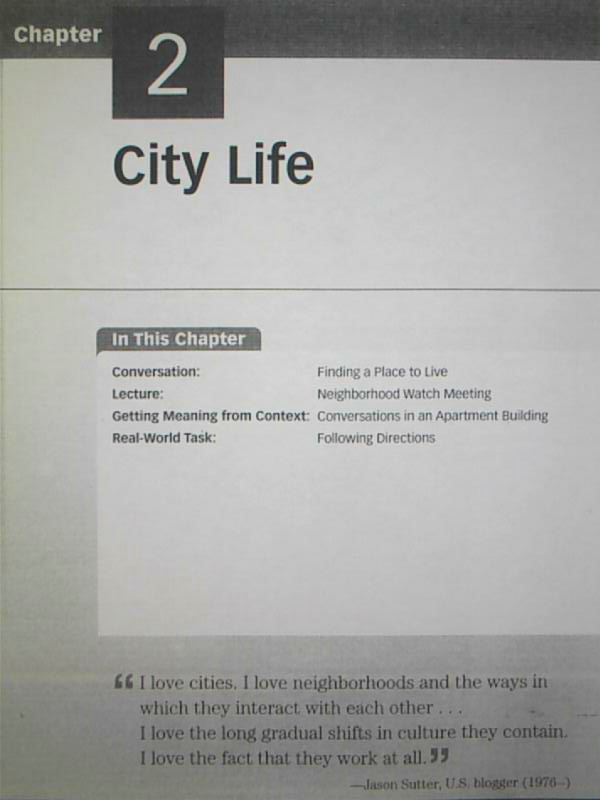 Chapter
2
City Life
In This Chapter
Conversation: Finding a Place to Live
Lecture: Neighborhood Watch Meeting
Getting Meaning from Context: Conversations in an Apartment Building
Real-World Task: Following Directions
“I love cities. I love neighborhoods and the ways in
which they interact with each other . . .
I love the long gradual shifts in culture they contain.
I love the fact that they work at all.”
—Jason Sutter, U.S. blogger (1976–)